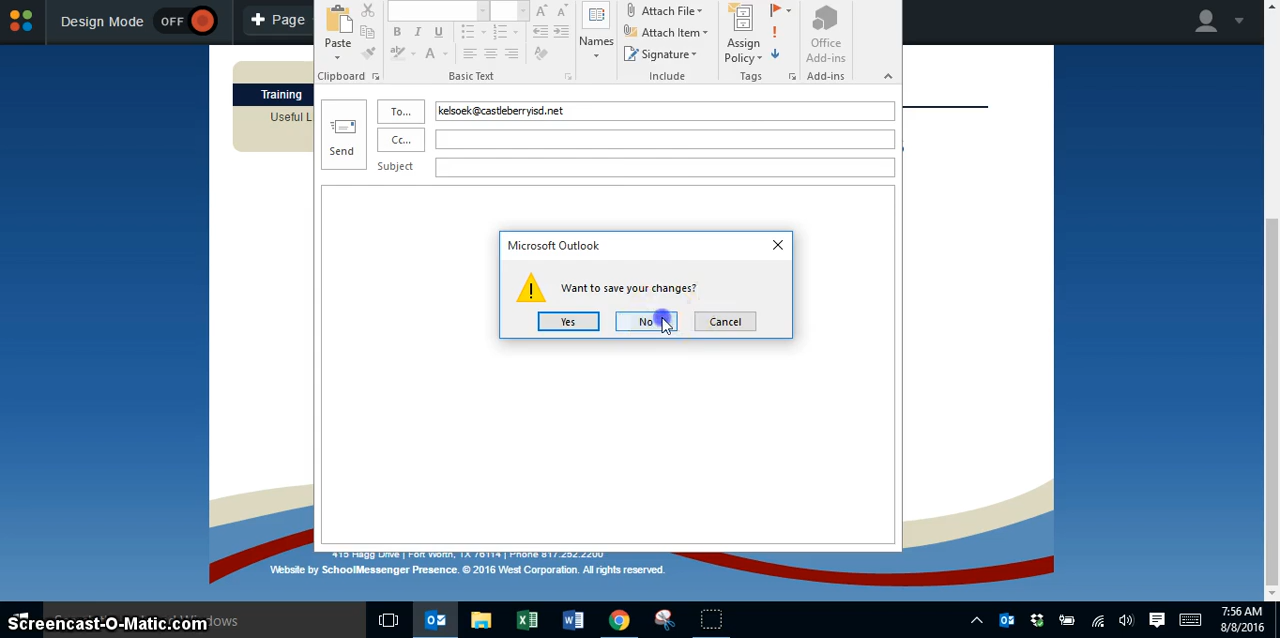 Design Mode OFF + Page
Paste
Clipboard
B I U
Basic Text
Names
Attach File
Attach Item
Signature
Include
Assign
Policy
Tags
Office
Add-ins
Add-ins
Training
Useful L
Send
To...
kelsoek@castleberryisd.net
Cc...
Subject
Microsoft Outlook
Want to save your changes?
Yes No Cancel
415 Hagg Drive | Fort Worth, TX 76114 | Phone 817.252.2200
Website by SchoolMessenger Presence. © 2016 West Corporation. All rights reserved.
Screencast-O-Matic.com
Windows
7:56 AM
8/8/2016